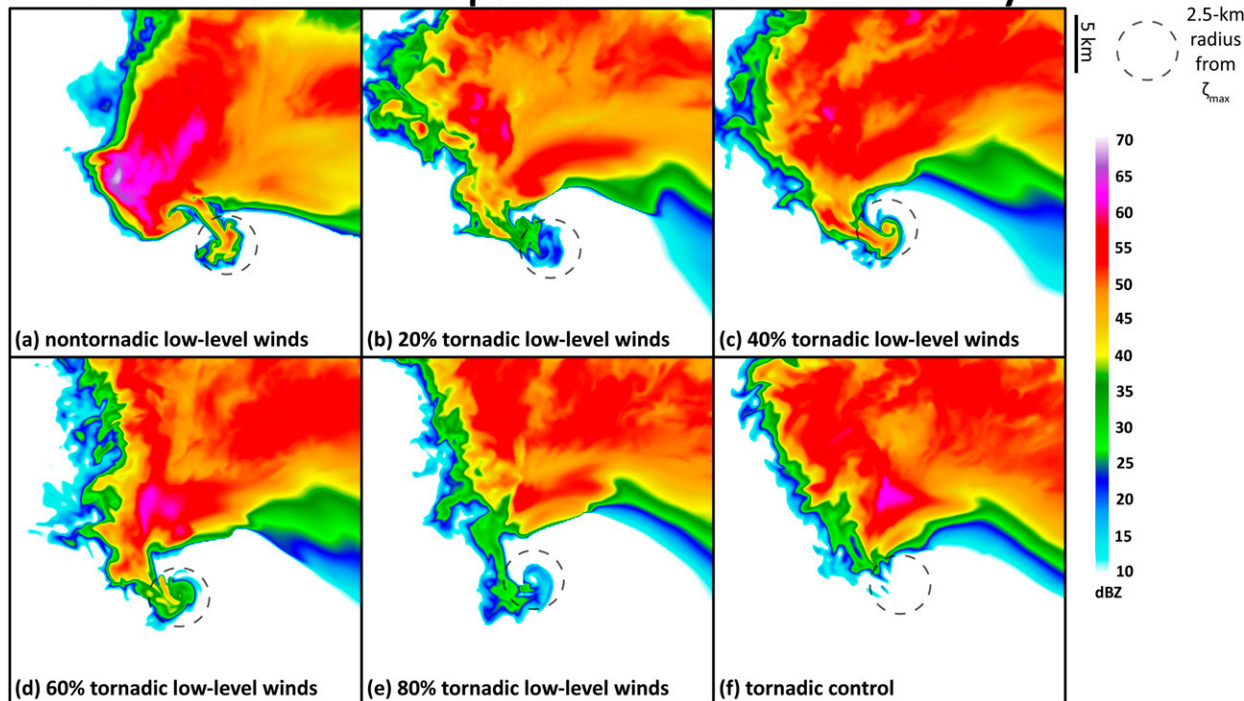 5 km
2.5-km
radius
from
ζmax
(a) nontornadic low-level winds
(b) 20% tornadic low-level winds
(c) 40% tornadic low-level winds
70
65
60
55
50
45
40
35
30
25
20
15
10
dBZ
(d) 60% tornadic low-level winds
(e) 80% tornadic low-level winds
(f) tornadic control